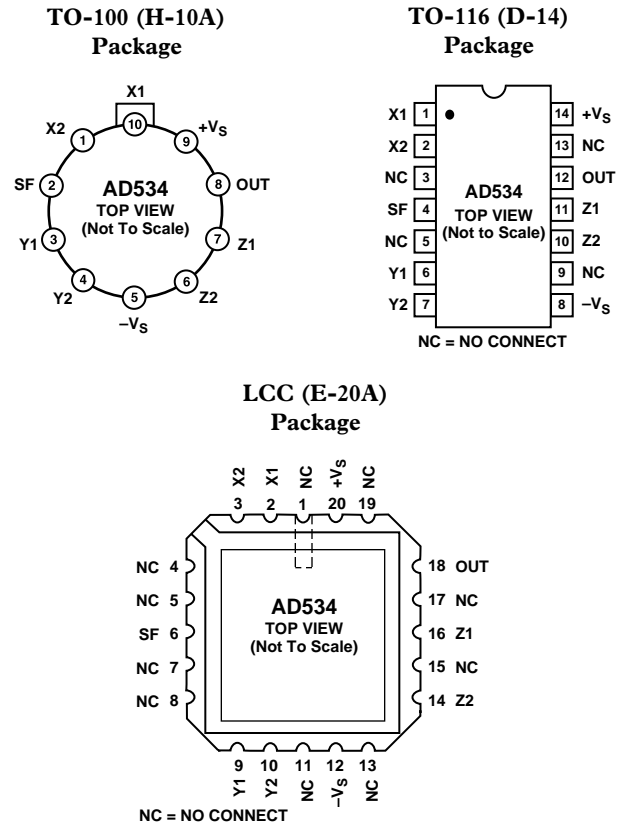 TO-100 (H-10A)
Package
X1
10
X2
1
9
+VS
SF
2
8
OUT
AD534
TOP VIEW
(Not To Scale)
Y1
3
7
Z1
Y2
4
6
Z2
5
–VS
TO-116 (D-14)
Package
X1 1
14 +VS
X2 2
13 NC
NC 3
12 OUT
AD534
TOP VIEW
(Not to Scale)
SF 4
11 Z1
NC 5
10 Z2
Y1 6
9 NC
Y2 7
8 –VS
NC = NO CONNECT
LCC (E-20A)
Package
X2 X1 NC +VS NC
3 2 1 20 19
NC 4
18 OUT
NC 5
17 NC
AD534
TOP VIEW
(Not To Scale)
SF 6
16 Z1
NC 7
15 NC
NC 8
14 Z2
9 10 11 12 13
Y1 Y2 NC –VS NC
NC = NO CONNECT